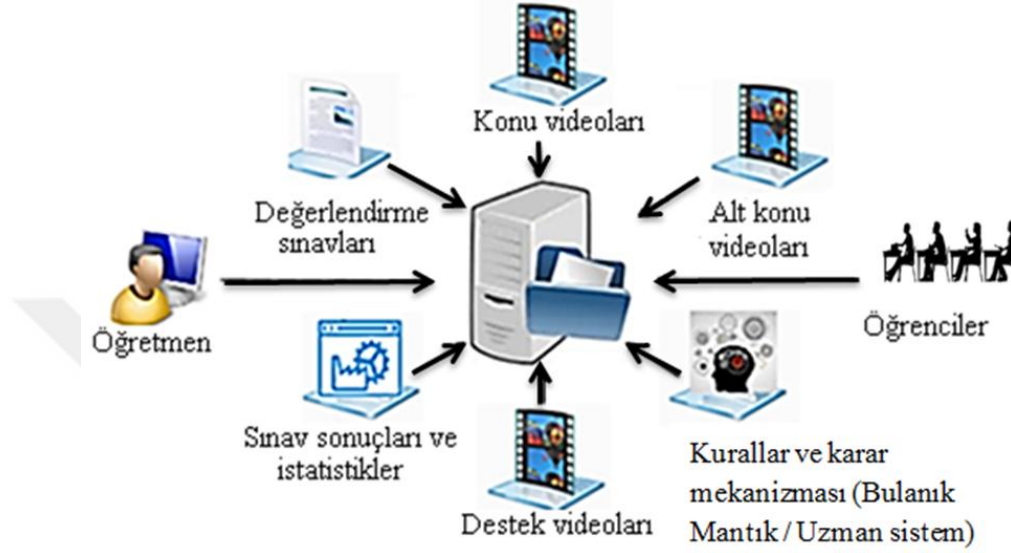 Konu videoları
Değerlendirme
sınavları
Alt konu
videoları
Öğretmen
Öğrenciler
Sınav sonuçları ve
istatistikler
Destek videoları
Kurallar ve karar
mekanizması (Bulanık
Mantık / Uzman sistem)